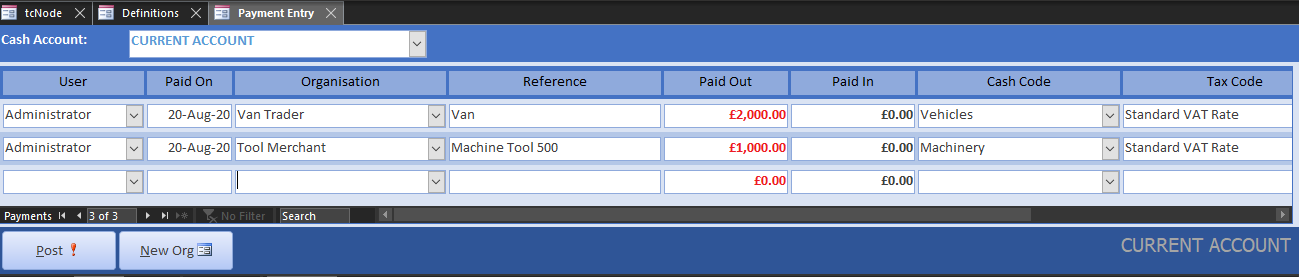 tcNode Definitions Payment Entry
Cash Account: CURRENT ACCOUNT
User Paid On Organisation Reference Paid Out Paid In Cash Code Tax Code
Administrator 20-Aug-20 Van Trader Van £2,000.00 £0.00 Vehicles Standard VAT Rate
Administrator 20-Aug-20 Tool Merchant Machine Tool 500 £1,000.00 £0.00 Machinery Standard VAT Rate
£0.00 £0.00
Payments 3 of 3 No Filter Search
Post New Org CURRENT ACCOUNT